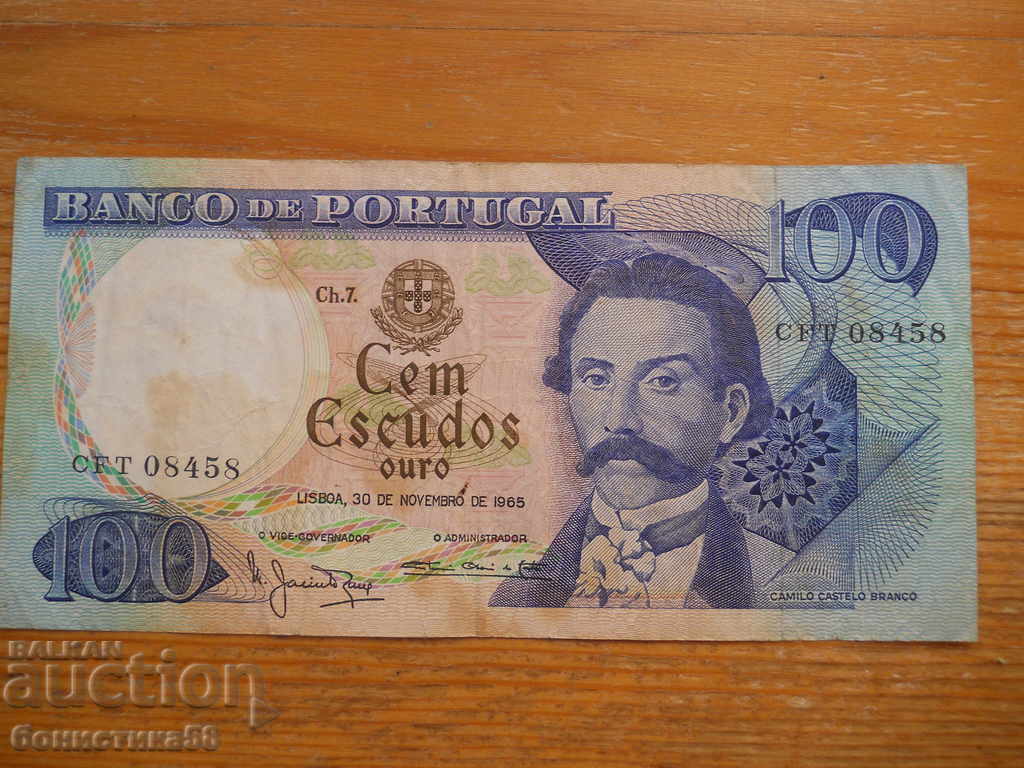 BANCO DE PORTUGAL
100
Ch.7.
CFT 08458
Cem
Escudos
ouro
CFT 08458
LISBOA, 30 DE NOVEMBRO DE 1965
O VICE-GOVERNADOR
O ADMINISTRADOR
100
CAMILO CASTELO BRANCO
BALKAN
auction
бонистика58